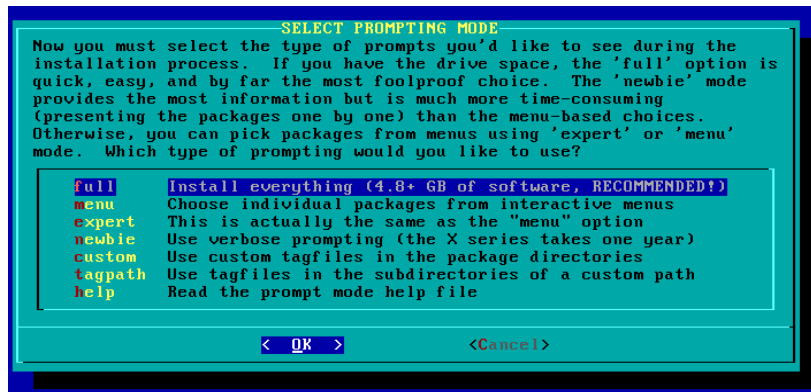 SELECT PROMPTING MODE
Now you must select the type of prompts you'd like to see during the
installation process.  If you have the drive space, the 'full' option is
quick, easy, and by far the most foolproof choice.  The 'newbie' mode
provides the most information but is much more time-consuming
(presenting the packages one by one) than the menu-based choices.
Otherwise, you can pick packages from menus using 'expert' or 'menu'
mode.  Which type of prompting would you like to use?
full     Install everything (4.8+ GB of software, RECOMMENDED!)
menu     Choose individual packages from interactive menus
expert   This is actually the same as the "menu" option
newbie   Use verbose prompting (the X series takes one year)
custom   Use custom tagfiles in the package directories
tagpath  Use tagfiles in the subdirectories of a custom path
help     Read the prompt mode help file
<  OK  >             <Cancel>